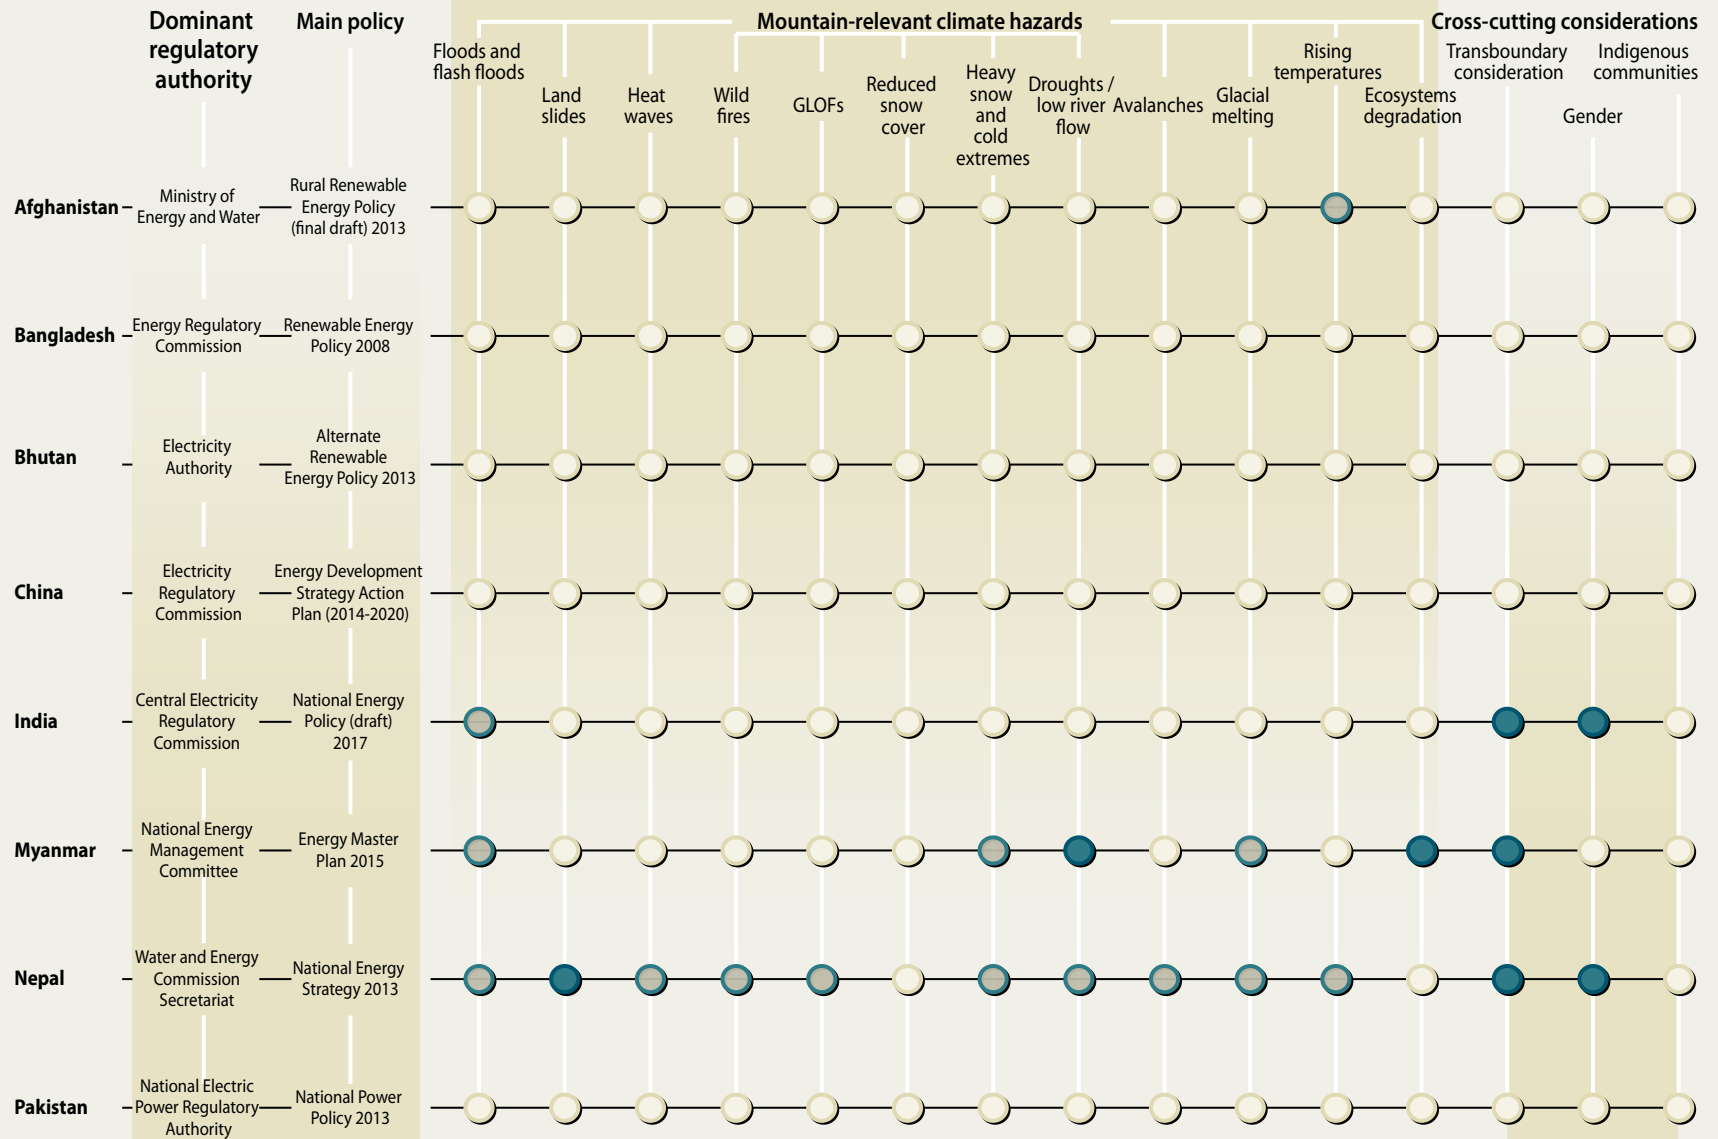 Dominant
regulatory
authority
Main policy
Mountain-relevant climate hazards
Cross-cutting considerations
Floods and
flash floods
Land
slides
Heat
waves
Wild
fires
GLOFs
Reduced
snow
cover
Heavy
snow
and
cold
extremes
Droughts /
low river
flow
Avalanches
Glacial
melting
Rising
temperatures
Ecosystems
degradation
Transboundary
consideration
Gender
Indigenous
communities
Afghanistan
Ministry of
Energy and Water
Rural Renewable
Energy Policy
(final draft) 2013
Bangladesh
Energy Regulatory
Commission
Renewable Energy
Policy 2008
Bhutan
Electricity
Authority
Alternate
Renewable
Energy Policy 2013
China
Electricity
Regulatory
Commission
Energy Development
Strategy Action
Plan (2014-2020)
India
Central Electricity
Regulatory
Commission
National Energy
Policy (draft)
2017
Myanmar
National Energy
Management
Committee
Energy Master
Plan 2015
Nepal
Water and Energy
Commission
Secretariat
National Energy
Strategy 2013
Pakistan
National Electric
Power Regulatory
Authority
National Power
Policy 2013